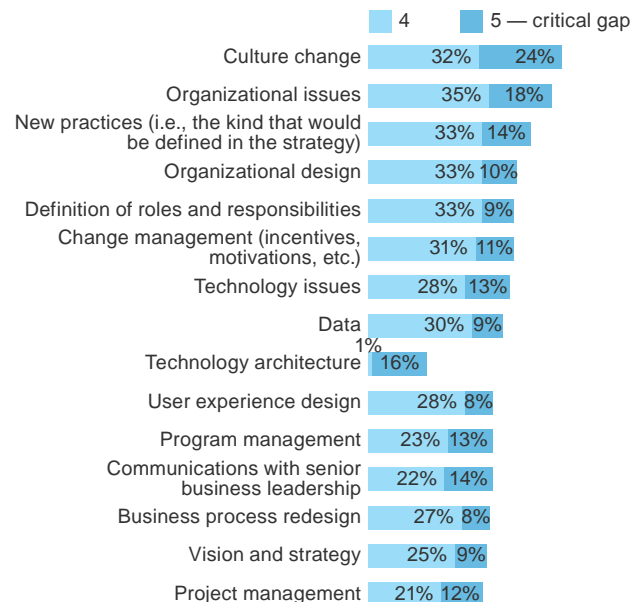 4 5 — critical gap
Culture change 32% 24%
Organizational issues 35% 18%
New practices (i.e., the kind that would
be defined in the strategy) 33% 14%
Organizational design 33% 10%
Definition of roles and responsibilities 33% 9%
Change management (incentives,
motivations, etc.) 31% 11%
Technology issues 28% 13%
Data 30% 9%
1%
Technology architecture 16%
User experience design 28% 8%
Program management 23% 13%
Communications with senior
business leadership 22% 14%
Business process redesign 27% 8%
Vision and strategy 25% 9%
Project management 21% 12%